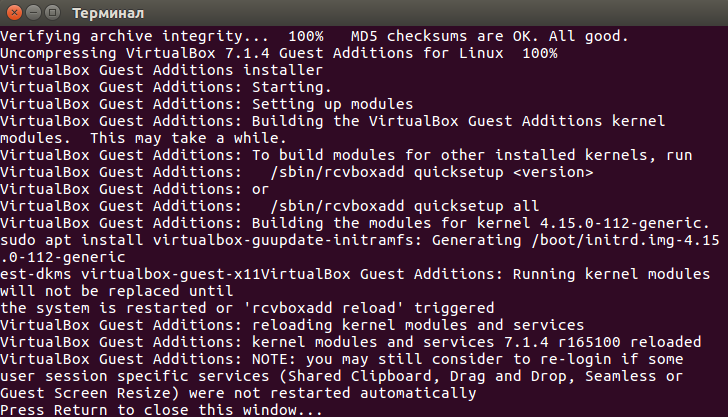 Терминал
Verifying archive integrity...  100%   MD5 checksums are OK. All good.
Uncompressing VirtualBox 7.1.4 Guest Additions for Linux  100%
VirtualBox Guest Additions installer
VirtualBox Guest Additions: Starting.
VirtualBox Guest Additions: Setting up modules
VirtualBox Guest Additions: Building the VirtualBox Guest Additions kernel
modules.  This may take a while.
VirtualBox Guest Additions: To build modules for other installed kernels, run
VirtualBox Guest Additions:   /sbin/rcvboxadd quicksetup <version>
VirtualBox Guest Additions: or
VirtualBox Guest Additions:   /sbin/rcvboxadd quicksetup all
VirtualBox Guest Additions: Building the modules for kernel 4.15.0-112-generic.
sudo apt install virtualbox-guupdate-initramfs: Generating /boot/initrd.img-4.15
.0-112-generic
est-dkms virtualbox-guest-x11VirtualBox Guest Additions: Running kernel modules
will not be replaced until
the system is restarted or 'rcvboxadd reload' triggered
VirtualBox Guest Additions: reloading kernel modules and services
VirtualBox Guest Additions: kernel modules and services 7.1.4 r165100 reloaded
VirtualBox Guest Additions: NOTE: you may still consider to re-login if some
user session specific services (Shared Clipboard, Drag and Drop, Seamless or
Guest Screen Resize) were not restarted automatically
Press Return to close this window...